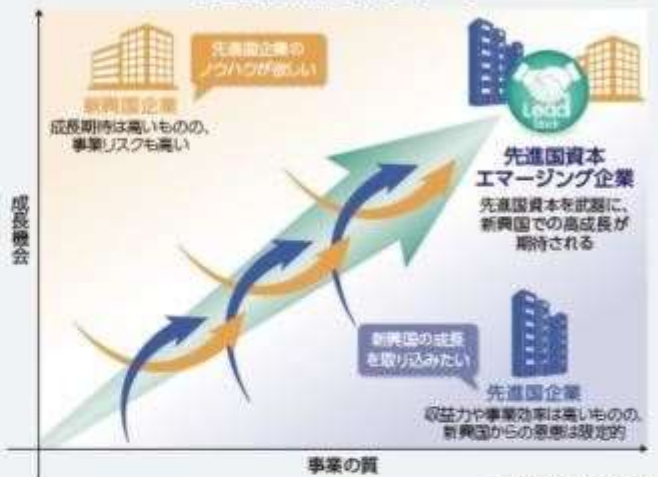 先進国企業の
ノウハウが欲しい
新興国企業
成長期待は高いものの、
事業リスクも高い
Lead
先進国資本
エマージング企業
先進国資本を武器に、
新興国での高成長が
期待される
成長機会
新興国の成長
を取り込みたい
先進国企業
収益力や事業効率は高いものの、
新興国からの恩恵は限定的
事業の質